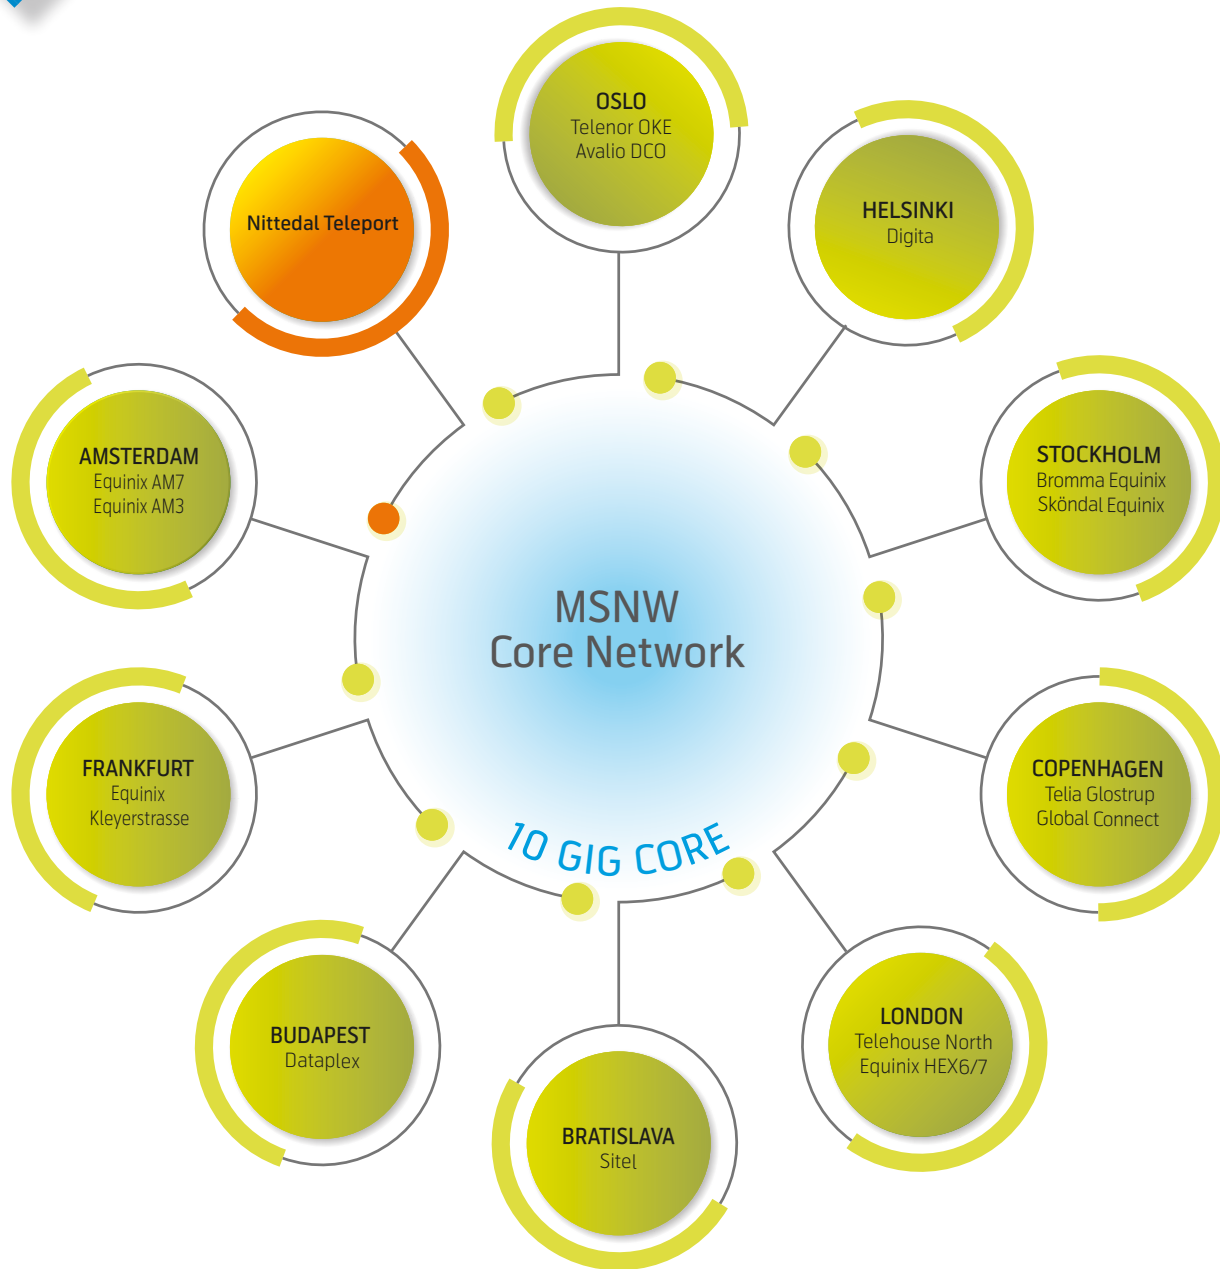 OSLO
Telenor OKE
Avalio DCO
HELSINKI
Digita
Nittedal Teleport
STOCKHOLM
Bromma Equinix
Sköndal Equinix
AMSTERDAM
Equinix AM7
Equinix AM3
MSNW
Core Network
10 GIG CORE
COPENHAGEN
Telia Glostrup
Global Connect
FRANKFURT
Equinix
Kleyerstrasse
LONDON
Telehouse North
Equinix HEX6/7
BUDAPEST
Dataplex
BRATISLAVA
Sitel